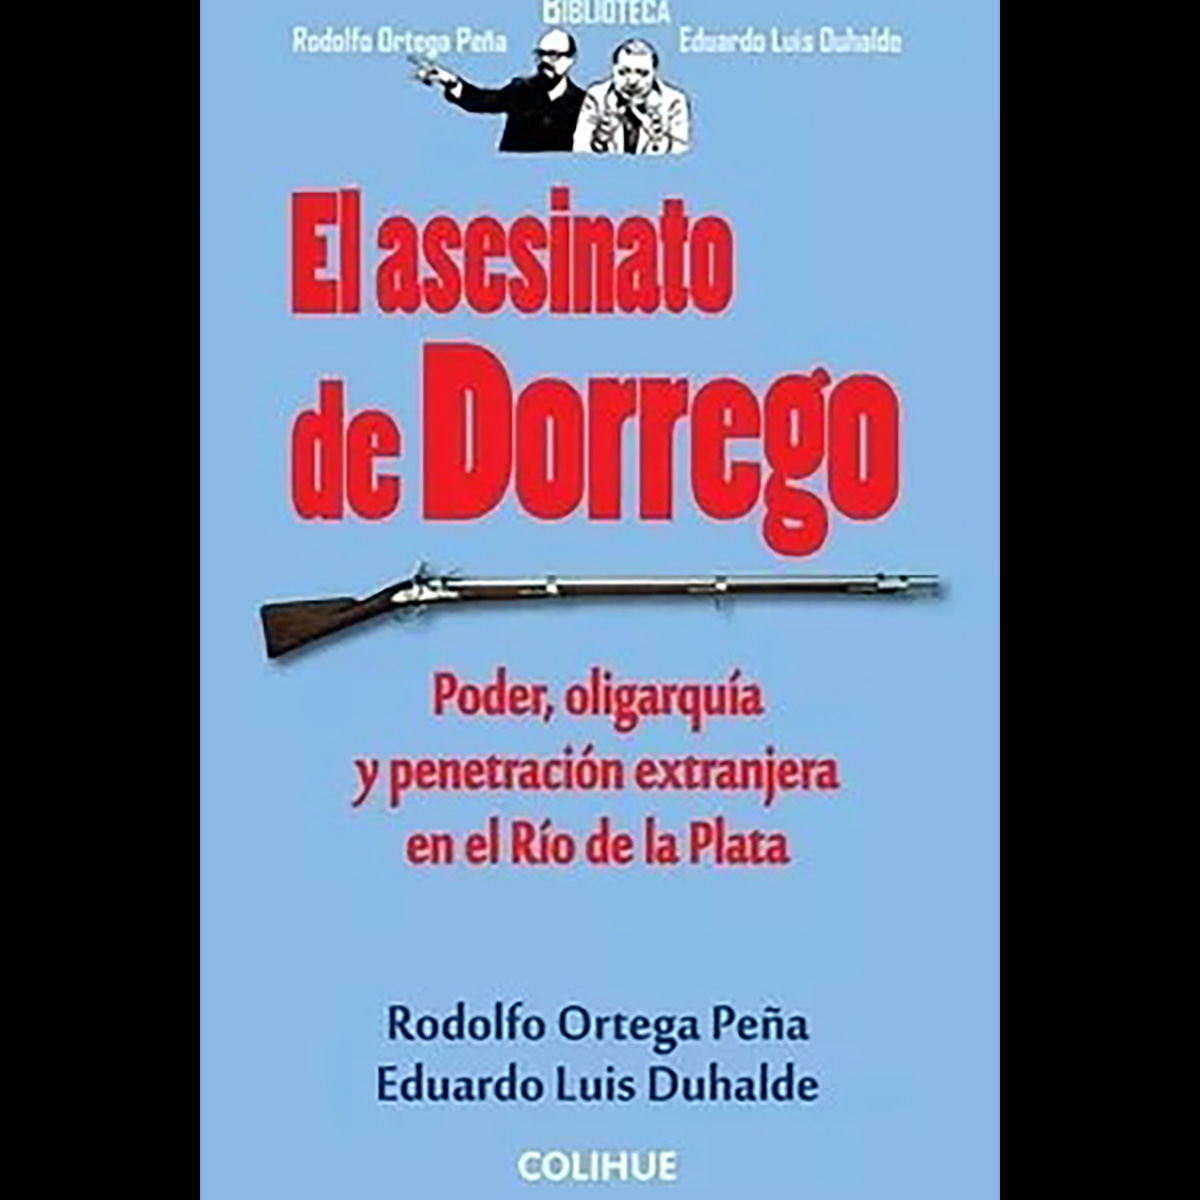 BIBLIOTECA
Rodolfo Ortega Peña Eduardo Luis Duhalde
El asesinato
de Dorrego
Poder, oligarquía
y penetración extranjera
en el Río de la Plata
Rodolfo Ortega Peña
Eduardo Luis Duhalde
COLIHUE